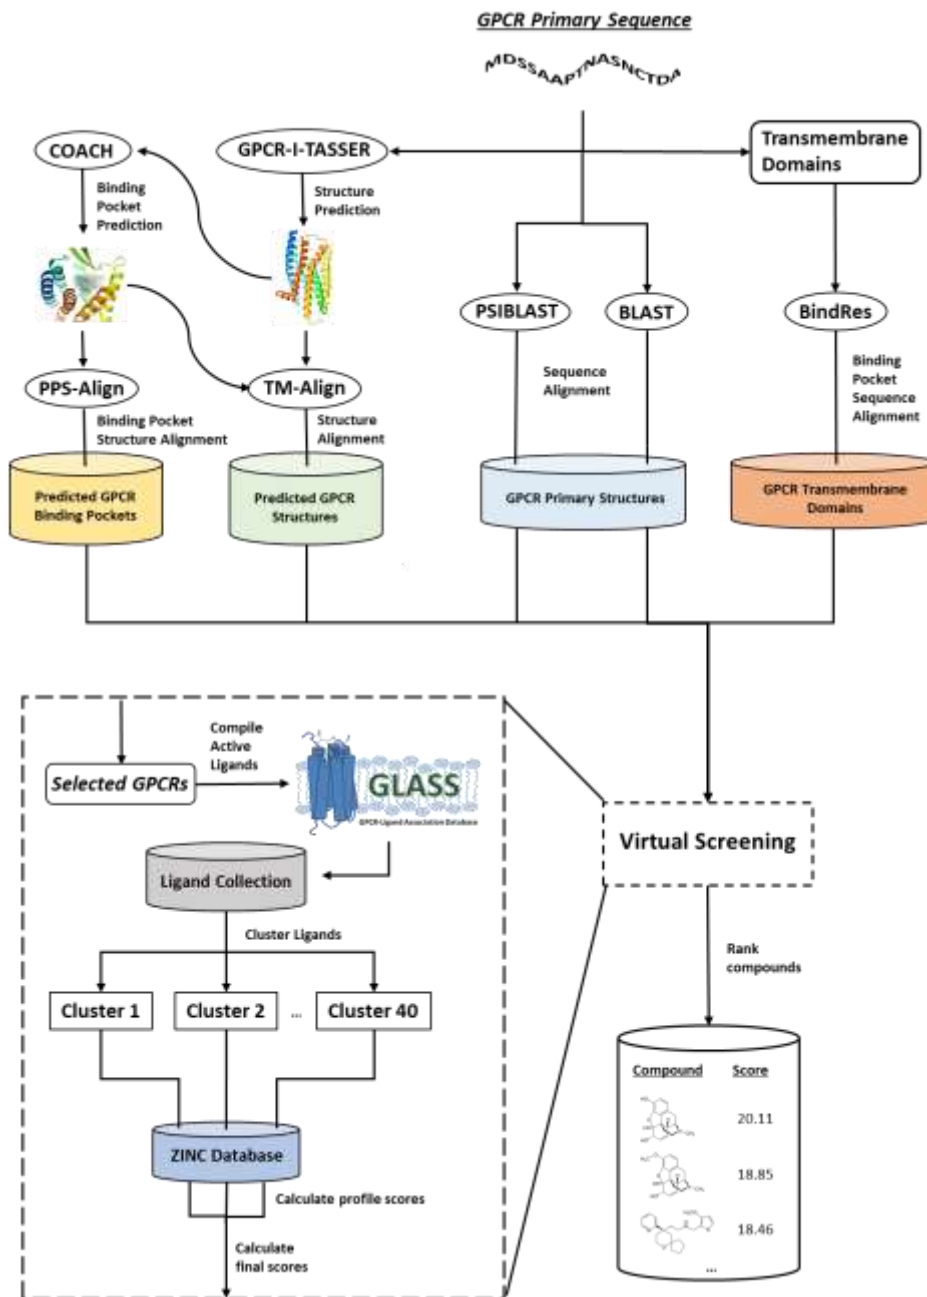 GPCR Primary Sequence
MDSSAAPTNASNCTDA
COACH
GPCR-I-TASSER
Transmembrane
Domains
Binding
Pocket
Prediction
Structure
Prediction
PSIBLAST
BLAST
BindRes
PPS-Align
TM-Align
Sequence
Alignment
Binding
Pocket
Sequence
Alignment
Binding Pocket
Structure Alignment
Structure
Alignment
Predicted GPCR
Binding Pockets
Predicted GPCR
Structures
GPCR Primary Structures
GPCR Transmembrane
Domains
Compile
Active
Ligands
Selected GPCRs
GLASS
GPCR-Ligand Association Database
Virtual Screening
Ligand Collection
Cluster Ligands
Rank
compounds
Cluster 1
Cluster 2
...
Cluster 40
Compound Score
20.11
ZINC Database
18.85
Calculate profile scores
18.46
Calculate
final scores
...